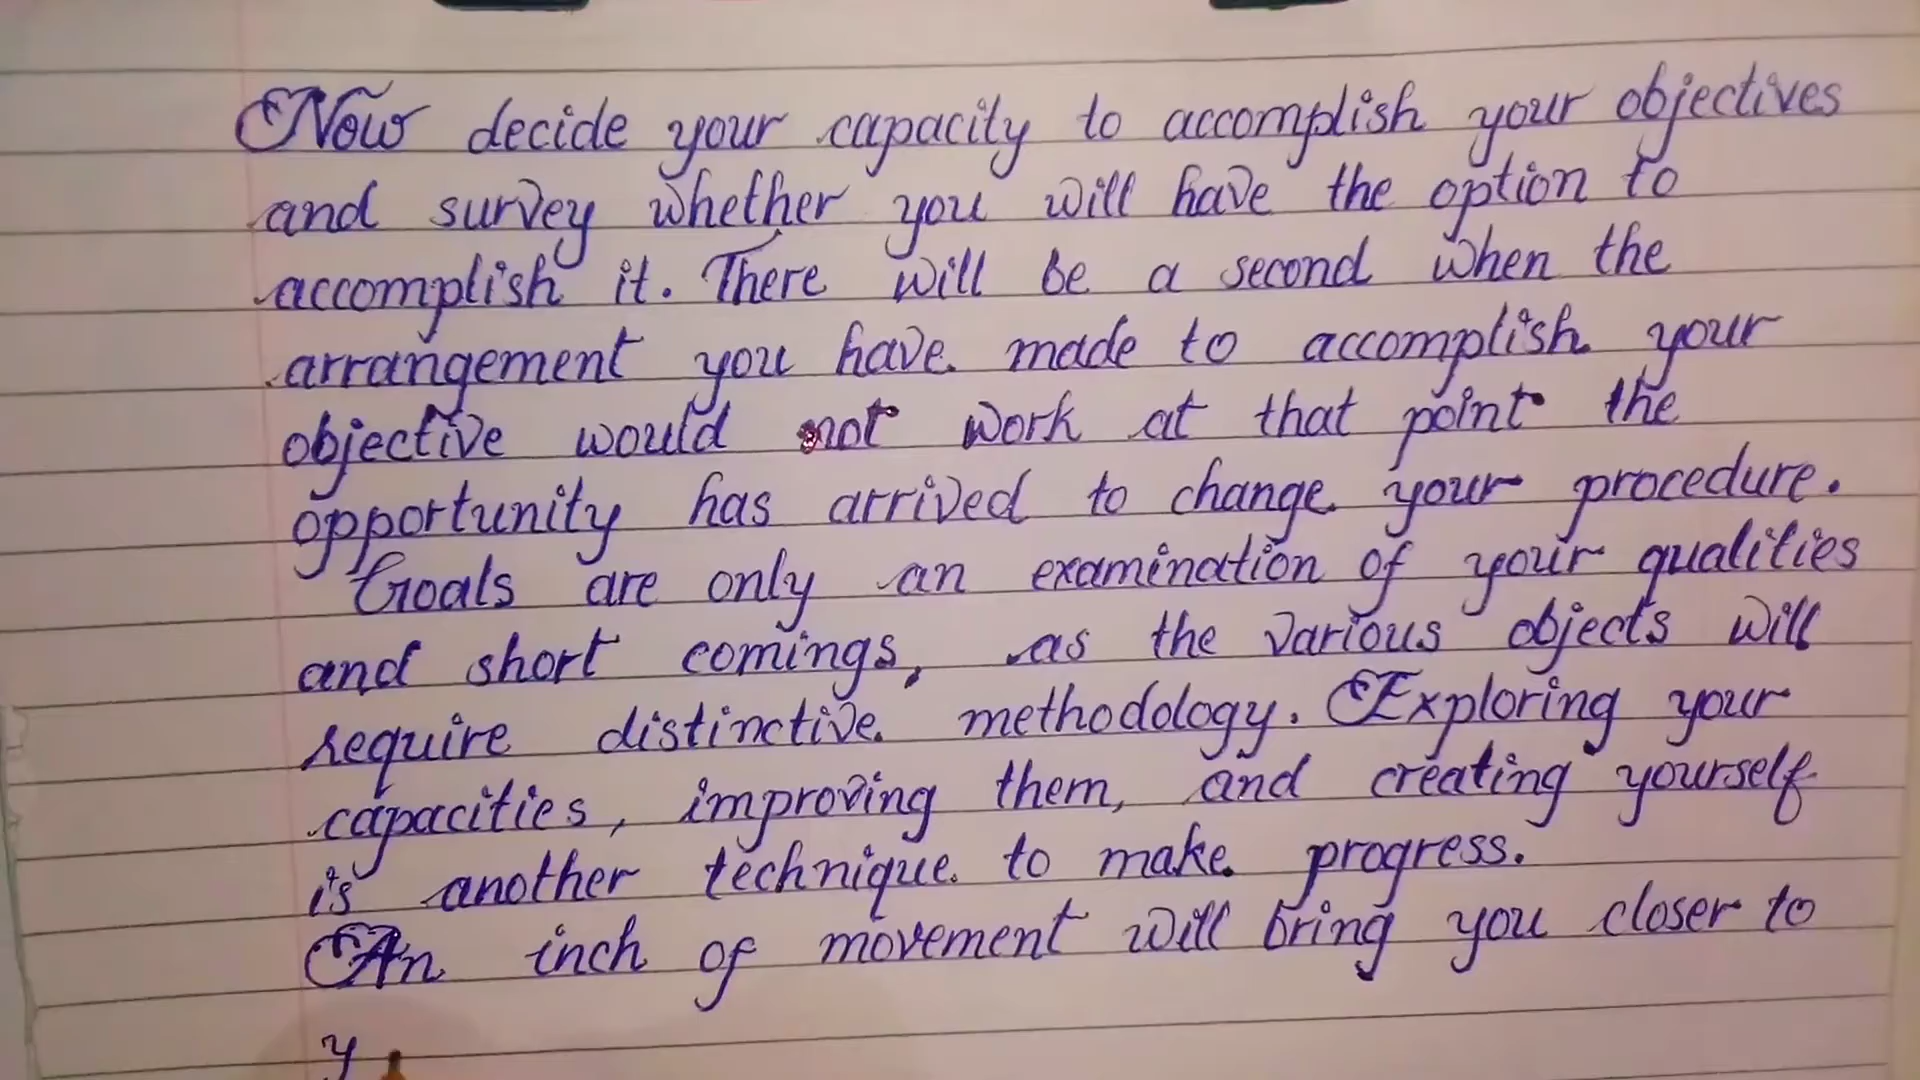 Now decide your capacity to accomplish your objectives
and survey whether you will have the option to
accomplish it. There will be a second when the
arrangement you have made to accomplish your
objective would not work at that point the
opportunity has arrived to change your procedure.
Goals are only an examination of your qualities
and short comings, as the various objects will
require distinctive methodology. Exploring your
capacities, improving them, and creating yourself
is another technique to make progress.
An inch of movement will bring you closer to
y